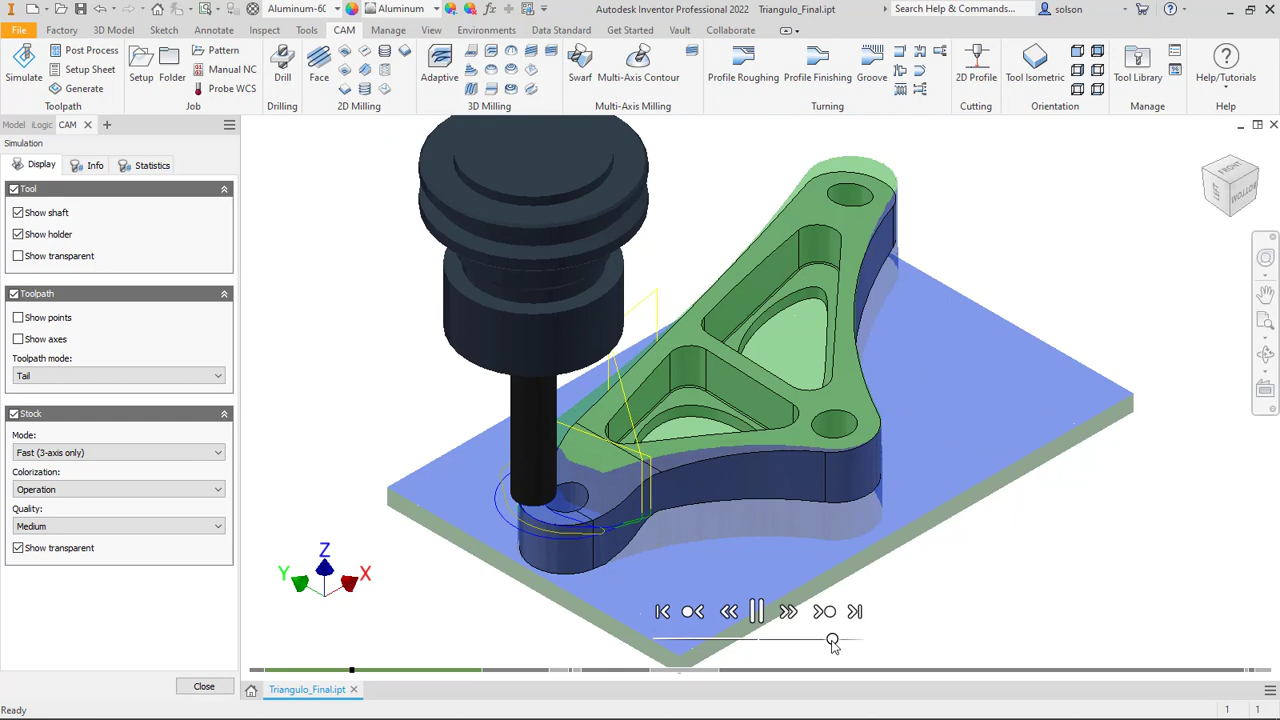 Aluminum-60
Aluminum
Autodesk Inventor Professional 2022 Triangulo_Final.ipt
Search Help & Commands...
solson
File Factory 3D Model Sketch Annotate Inspect Tools CAM Manage View Environments Data Standard Get Started Vault Collaborate
Simulate
Post Process
Setup Sheet
Generate
Toolpath
Setup
Folder
Pattern
Manual NC
Probe WCS
Job
Drill
Drilling
Face
2D Milling
Adaptive
3D Milling
Swarf
Multi-Axis Contour
Multi-Axis Milling
Profile Roughing
Profile Finishing
Groove
Turning
2D Profile
Cutting
Tool Isometric
Orientation
Tool Library
Manage
Help/Tutorials
Help
Model iLogic CAM
Simulation
Display Info Statistics
Tool
Show shaft
Show holder
Show transparent
Toolpath
Show points
Show axes
Toolpath mode:
Tail
Stock
Mode:
Fast (3-axis only)
Colorization:
Operation
Quality:
Medium
Show transparent
Close
FRONT
BOTTOM
Z
Y
X
Triangulo_Final.ipt
Ready
1 1